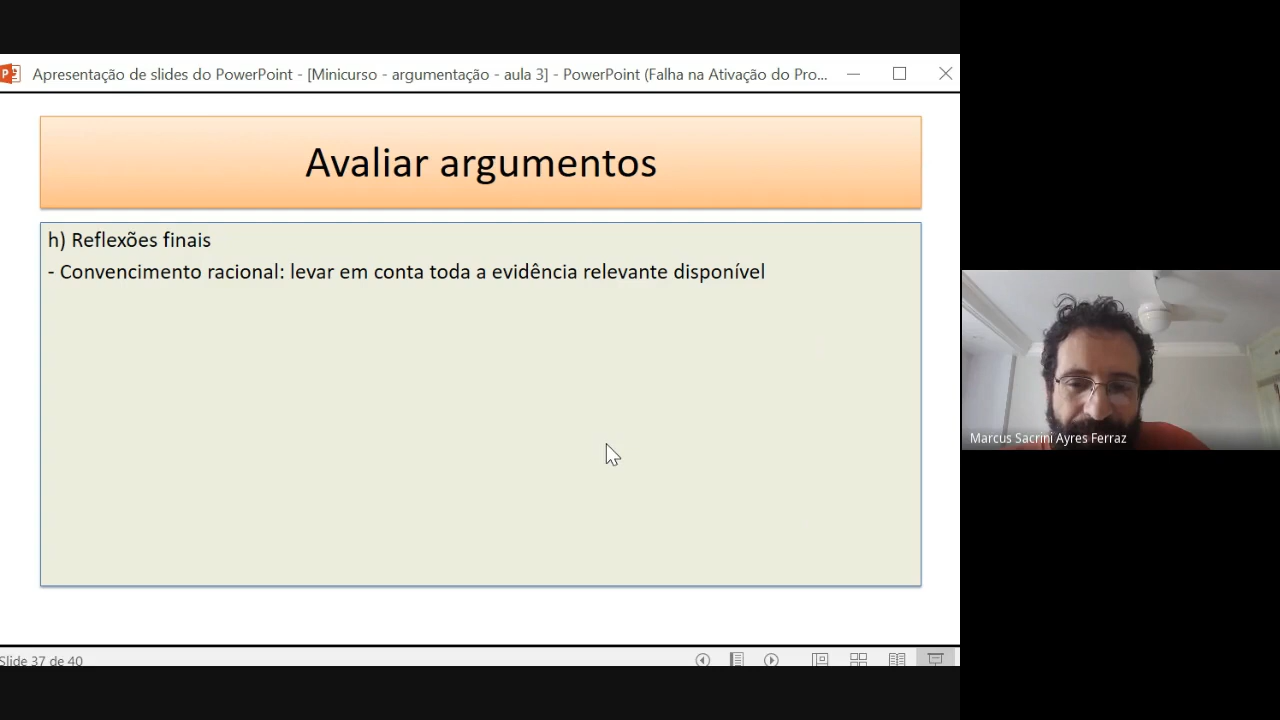 Apresentação de slides do PowerPoint - [Minicurso - argumentação - aula 3] - PowerPoint (Falha na Ativação do Pro...
Avaliar argumentos
h) Reflexões finais
- Convencimento racional: levar em conta toda a evidência relevante disponível
Marcus Sacrini Ayres Ferraz
Slide 37 de 40